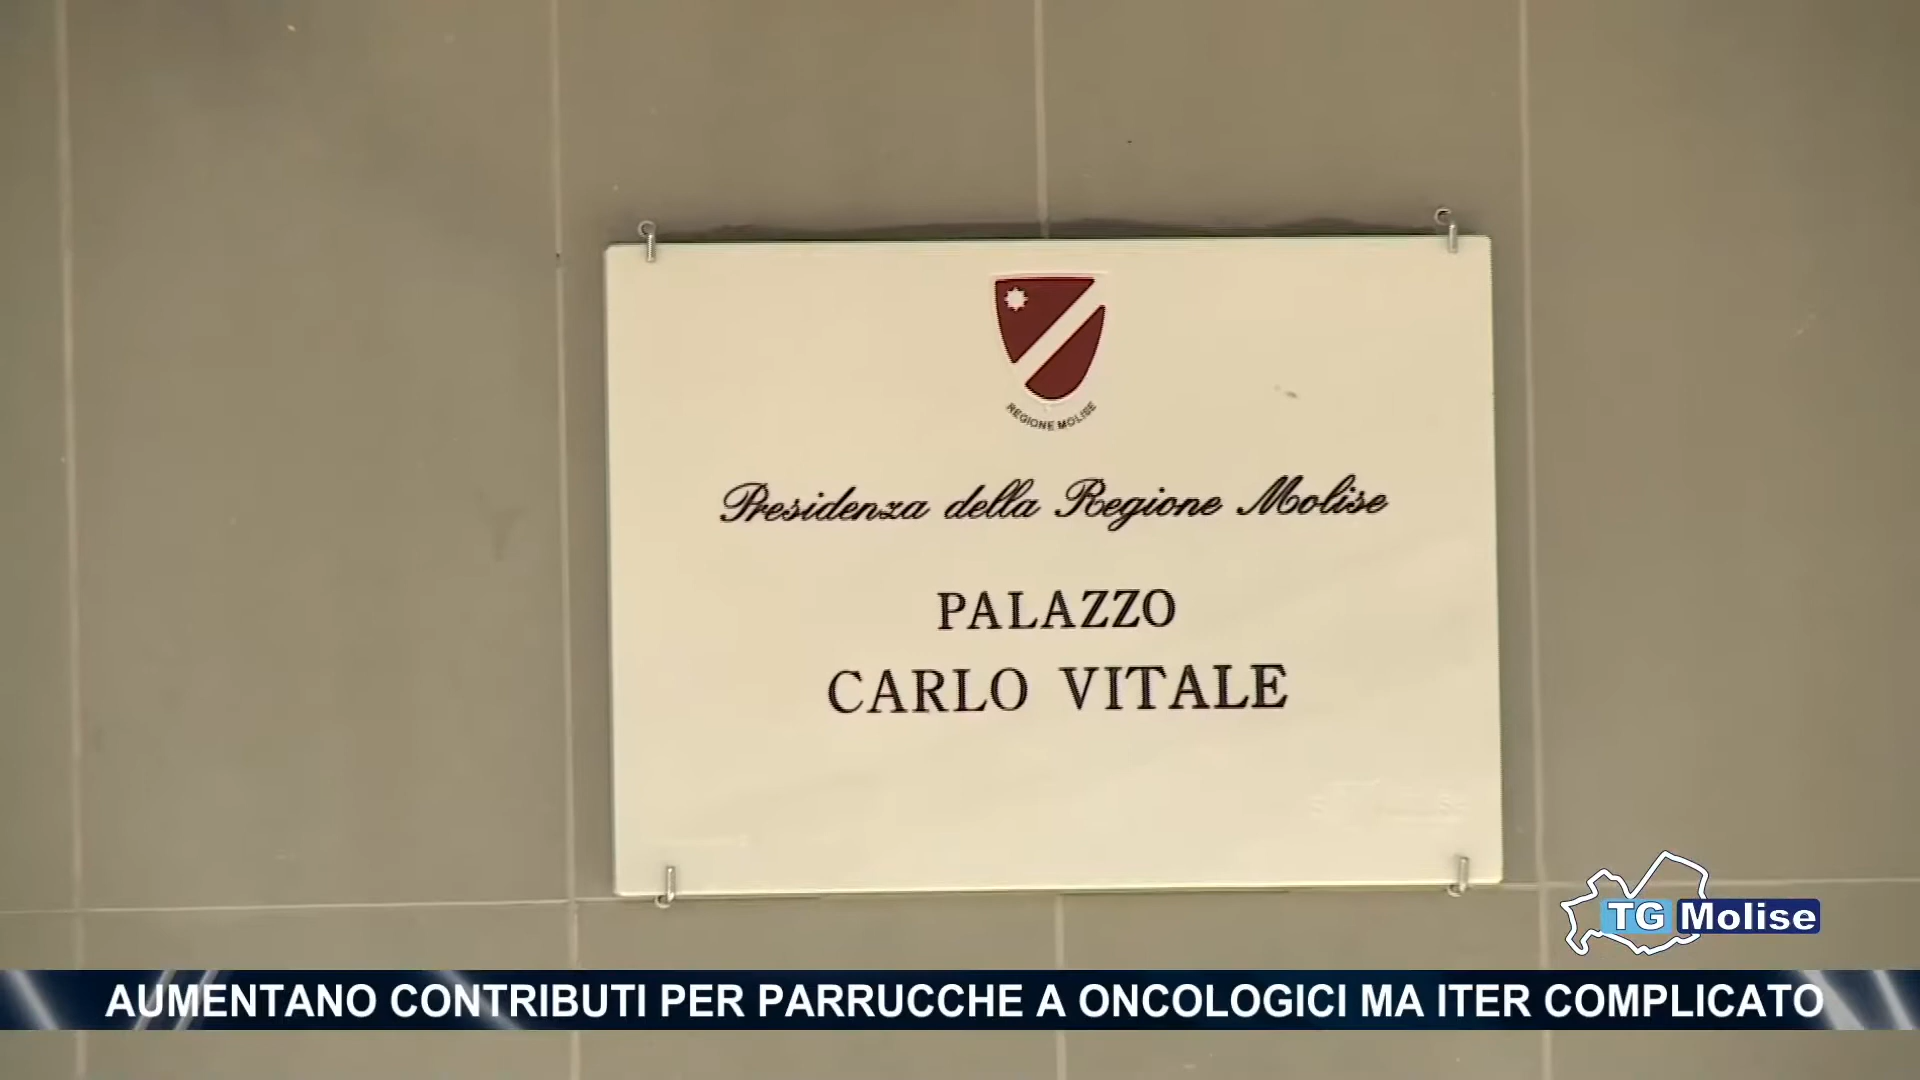 REGIONE MOLISE
Presidenza della Regione Molise
PALAZZO
CARLO VITALE
TG Molise
AUMENTANO CONTRIBUTI PER PARRUCCHE A ONCOLOGICI MA ITER COMPLICATO